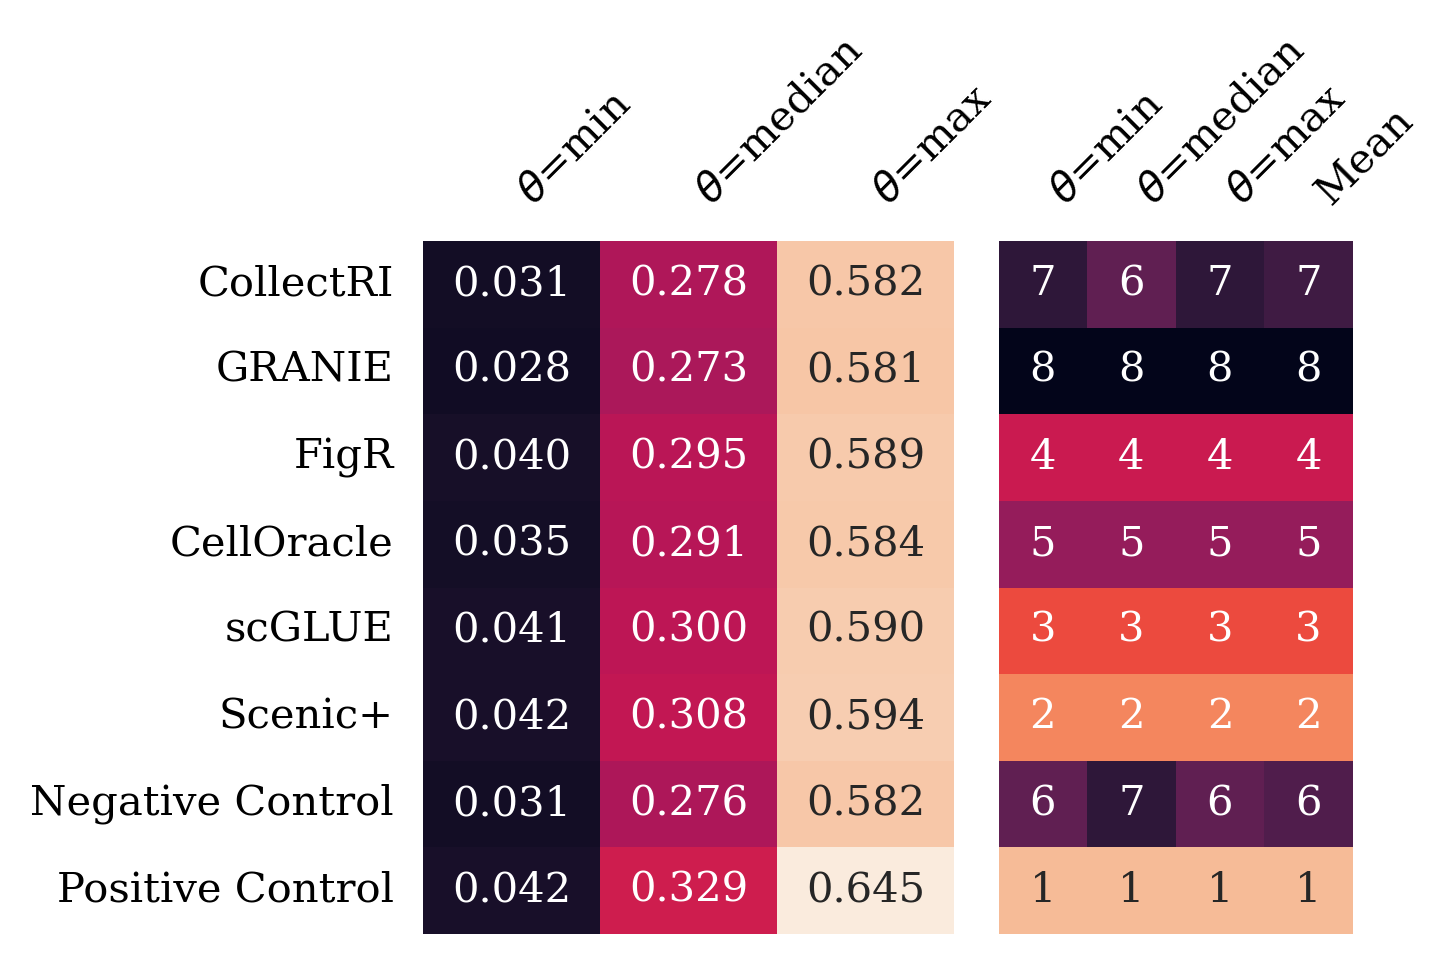 θ=min θ=median θ=max θ=min θ=median θ=max Mean
CollectRI 0.031 0.278 0.582 7 6 7 7
GRANIE 0.028 0.273 0.581 8 8 8 8
FigR 0.040 0.295 0.589 4 4 4 4
CellOracle 0.035 0.291 0.584 5 5 5 5
scGLUE 0.041 0.300 0.590 3 3 3 3
Scenic+ 0.042 0.308 0.594 2 2 2 2
Negative Control 0.031 0.276 0.582 6 7 6 6
Positive Control 0.042 0.329 0.645 1 1 1 1